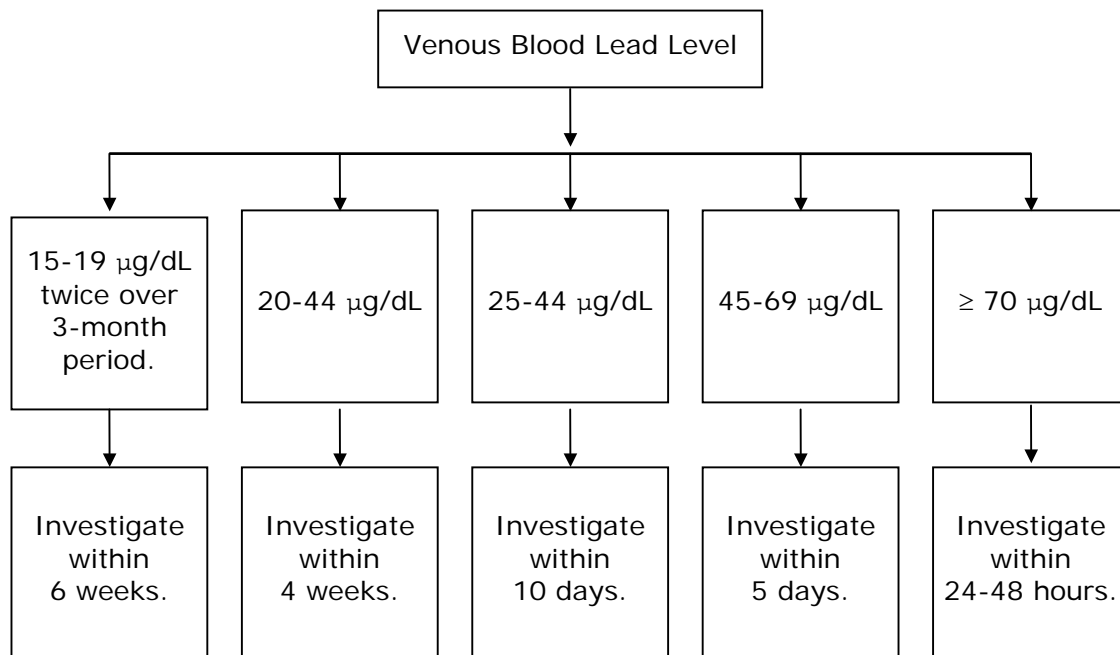 Venous Blood Lead Level
15-19 µg/dL
twice over
3-month
period.
20-44 µg/dL
25-44 µg/dL
45-69 µg/dL
≥ 70 µg/dL
Investigate
within
6 weeks.
Investigate
within
4 weeks.
Investigate
within
10 days.
Investigate
within
5 days.
Investigate
within
24-48 hours.